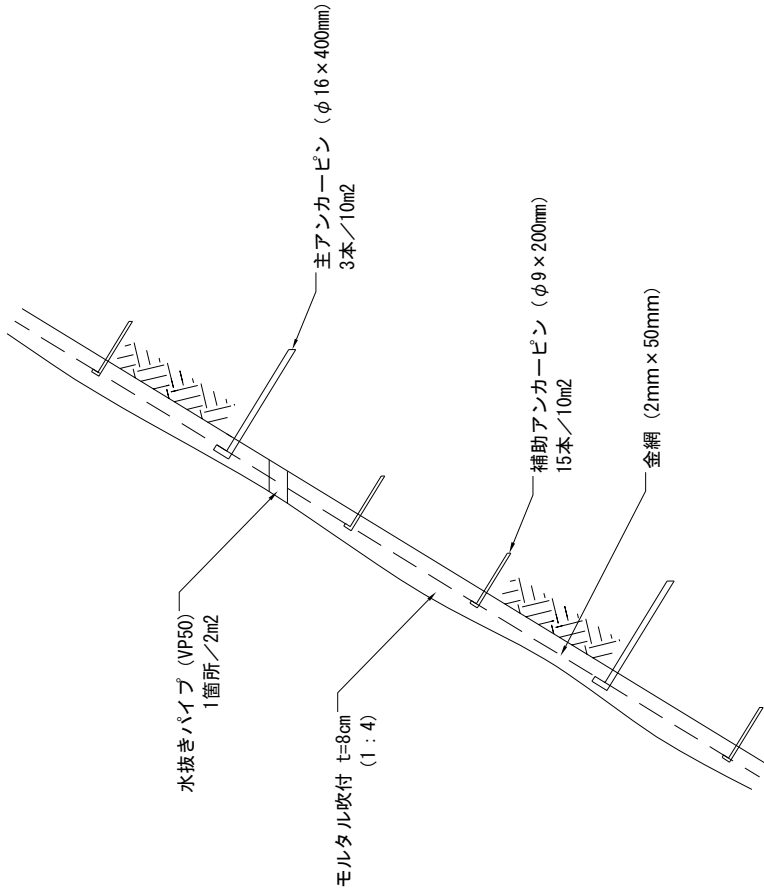 水抜きパイプ (VP50)
1箇所／2m2
モルタル吹付 t=8cm
(1：4)
主アンカーピン (φ16×400mm)
3本／10m2
補助アンカーピン (φ9×200mm)
15本／10m2
金網 (2mm×50mm)